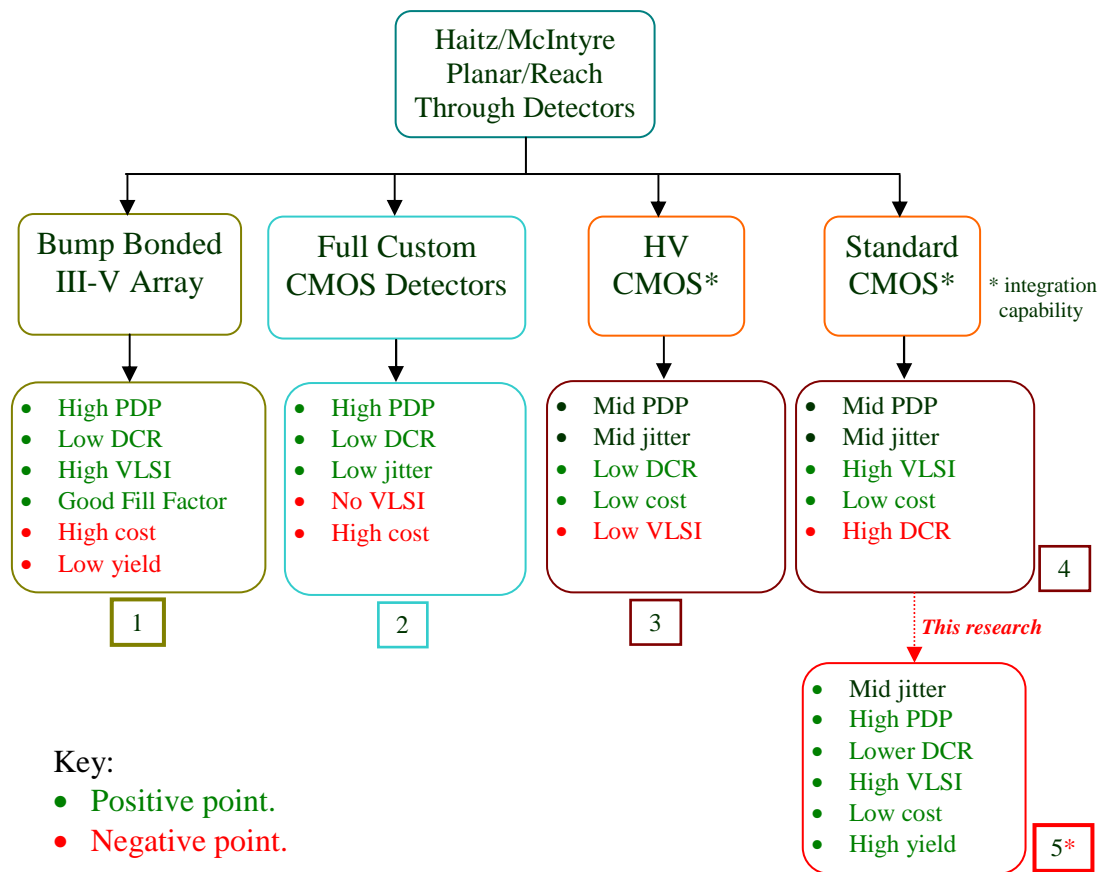 Haitz/McIntyre
Planar/Reach
Through Detectors
Bump Bonded
III-V Array
Full Custom
CMOS Detectors
HV
CMOS*
Standard
CMOS*
* integration
capability
• High PDP
• Low DCR
• High VLSI
• Good Fill Factor
• High cost
• Low yield
1
• High PDP
• Low DCR
• Low jitter
• No VLSI
• High cost
2
• Mid PDP
• Mid jitter
• Low DCR
• Low cost
• Low VLSI
3
• Mid PDP
• Mid jitter
• High VLSI
• Low cost
• High DCR
4
This research
• Mid jitter
• High PDP
• Lower DCR
• High VLSI
• Low cost
• High yield
5*
Key:
• Positive point.
• Negative point.